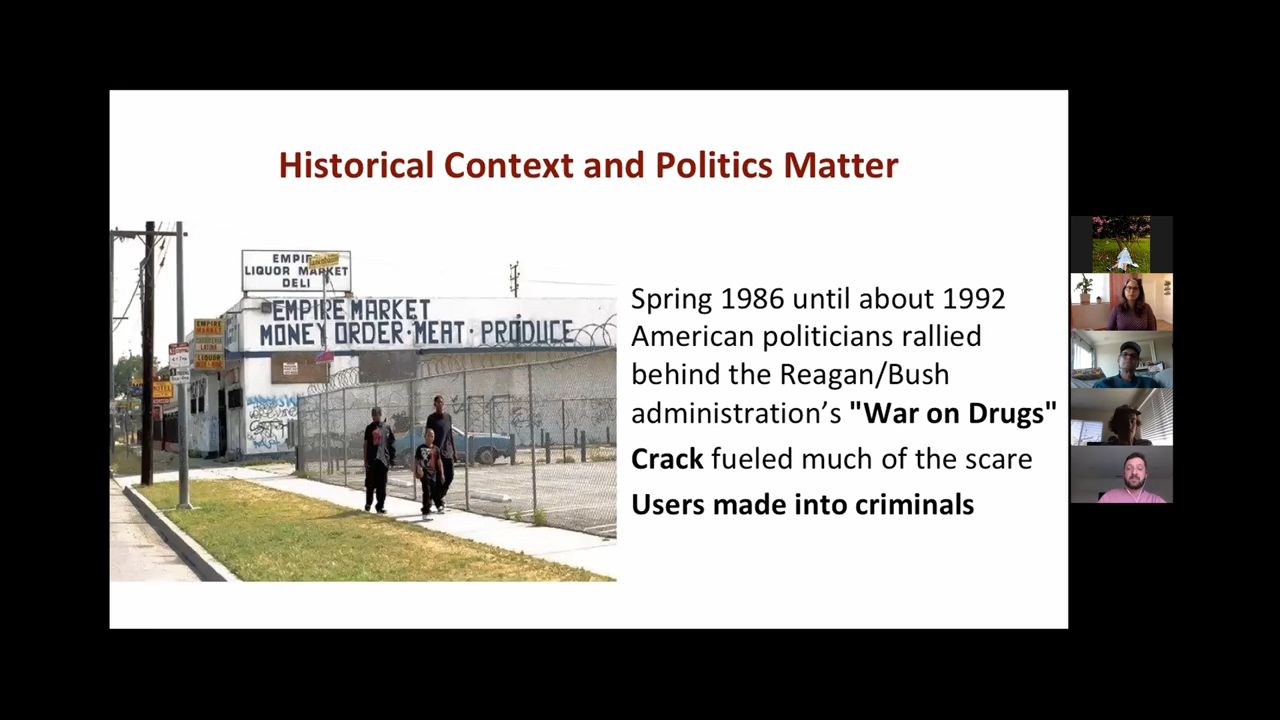 Historical Context and Politics Matter
EMPIRE
LIQUOR MARKET
DELI
EMPIRE MARKET
MONEY ORDER·MEAT·PRODUCE
EMPIRE
MARKET
LIQUOR
Spring 1986 until about 1992
American politicians rallied
behind the Reagan/Bush
administration’s "War on Drugs"
Crack fueled much of the scare
Users made into criminals